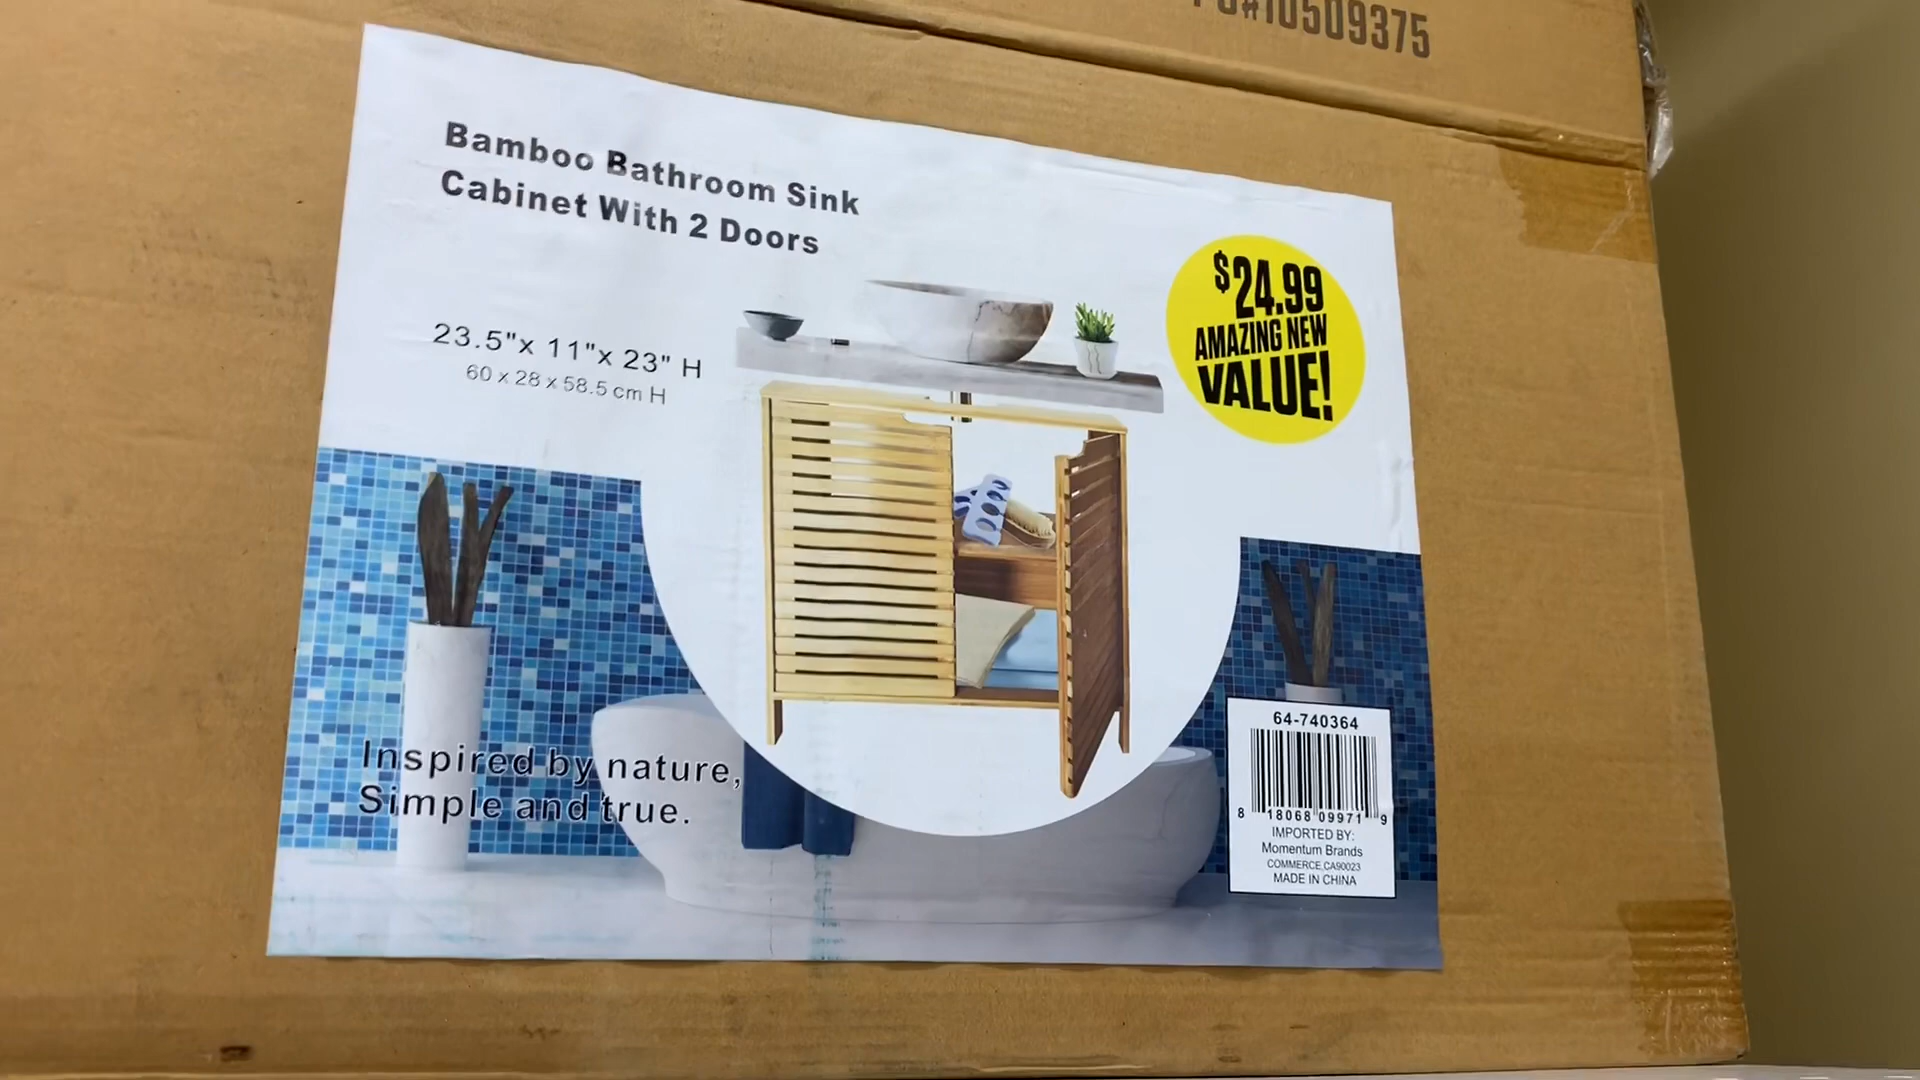 #10509375
Bamboo Bathroom Sink
Cabinet With 2 Doors
23.5"x 11"x 23" H
60 x 28 x 58.5 cm H
$24.99
AMAZING NEW
VALUE!
Inspired by nature,
Simple and true.
64-740364
8 18068 09971 9
IMPORTED BY:
Momentum Brands
COMMERCE,CA90023
MADE IN CHINA